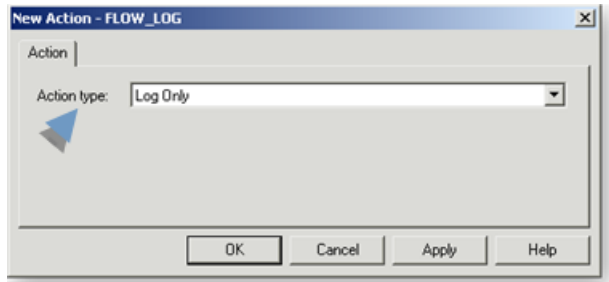 New Action - FLOW_LOG
Action
Action type: Log Only
OK Cancel Apply Help